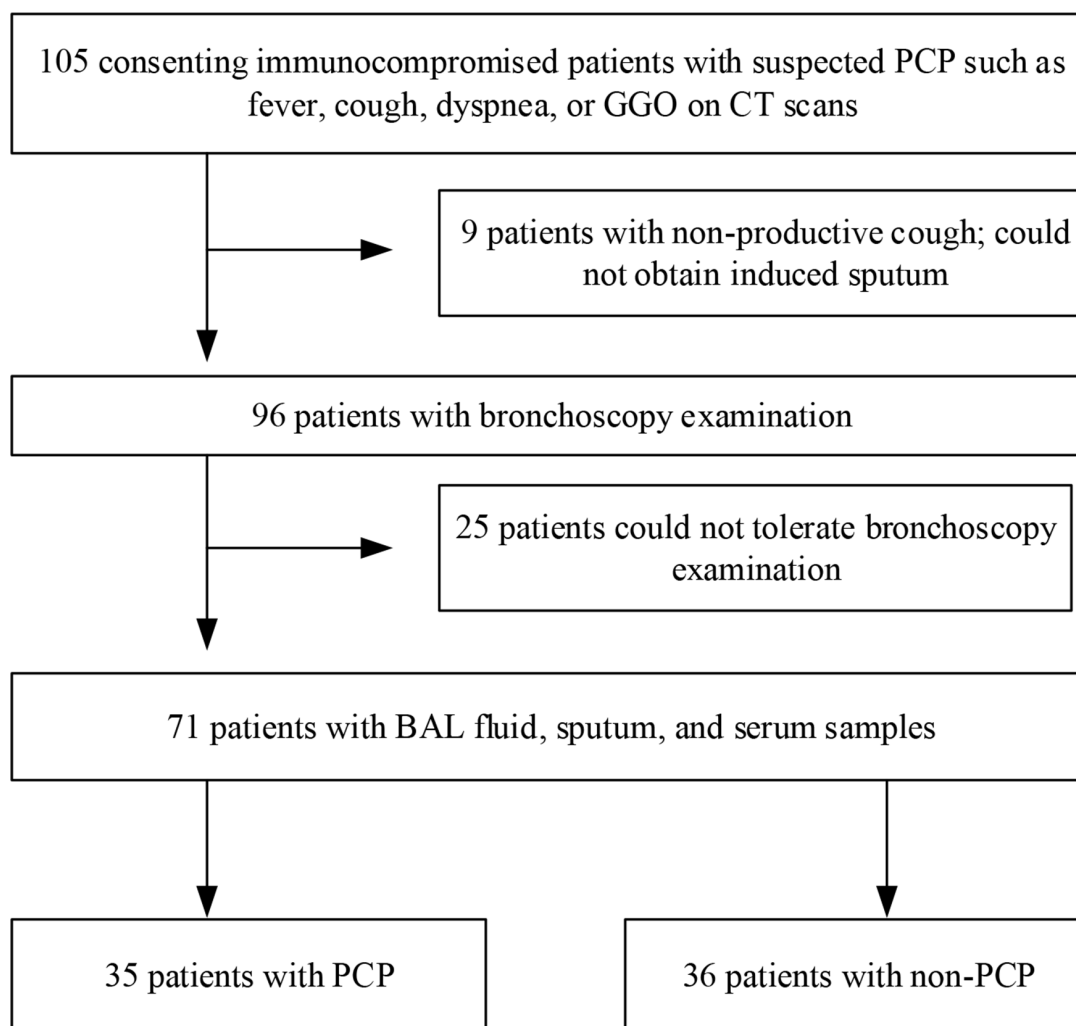 105 consenting immunocompromised patients with suspected PCP such as
fever, cough, dyspnea, or GGO on CT scans
9 patients with non-productive cough; could
not obtain induced sputum
96 patients with bronchoscopy examination
25 patients could not tolerate bronchoscopy
examination
71 patients with BAL fluid, sputum, and serum samples
35 patients with PCP
36 patients with non-PCP